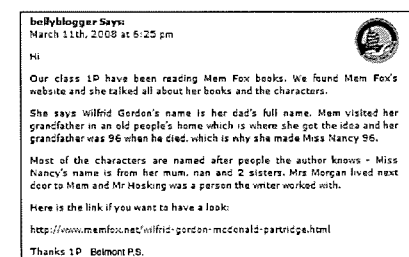 bellyblogger Says:
March 11th, 2008 at 6:25 pm
Hi
Our class 1P have been reading Mem Fox books. We found Mem Fox's
website and she talked all about her books and the characters.
She says Wilfrid Gordon's name is her dad's full name. Mem visited her
grandfather in an old people's home which is where she got the idea and her
grandfather was 96 when he died, which is why she made Miss Nancy 96.
Most of the characters are named after people the author knows - Miss
Nancy's name is from her mum, nan and 2 sisters. Mrs Morgan lived next
door to Mem and Mr Hosking was a person the writer worked with.
Here is the link if you want to have a look:
http://www.memfox.net/wilfrid-gordon-mcdonald-partridge.html
Thanks 1P Belmont P.S.